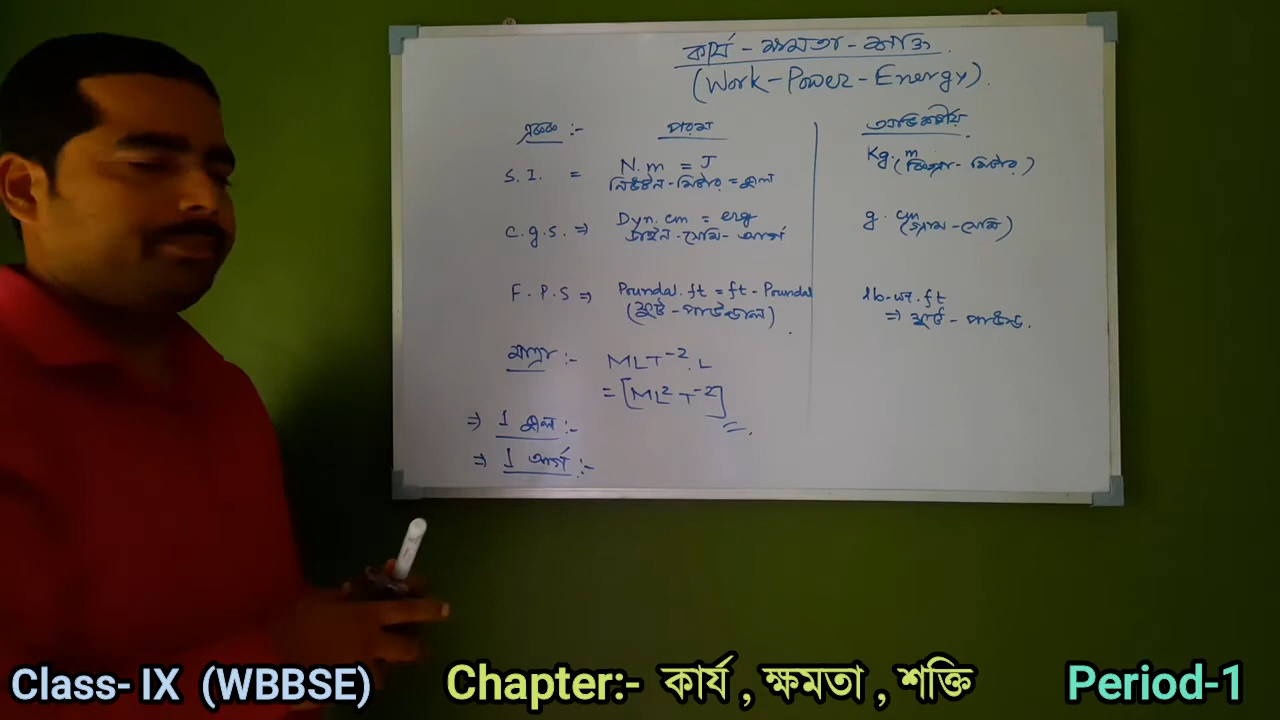 কার্য - ক্ষমতা - শক্তি.
(Work-Power-Energy).
একক :- পরম অভিকর্ষীয়
S.I. = N.m = J Kg.m
নিউটন-মিটার = জুল (কিগ্রা - মিটার)
C.g.s. ⇒ Dyn.cm = erg g.cm
ডাইন-সেমি-আর্গ (গ্রাম-সেমি)
F.P.S ⇒ Poundal.ft = ft-Poundal lb-wt.ft
(ফুট-পাউন্ডাল). ⇒ ফুট-পাউন্ড.
মাত্রা :- MLT⁻².L
= [ML²T⁻²]
⇒ 1 জুল :-
⇒ 1 আর্গ :-
Class- IX (WBBSE) Chapter:- কার্য , ক্ষমতা , শক্তি Period-1